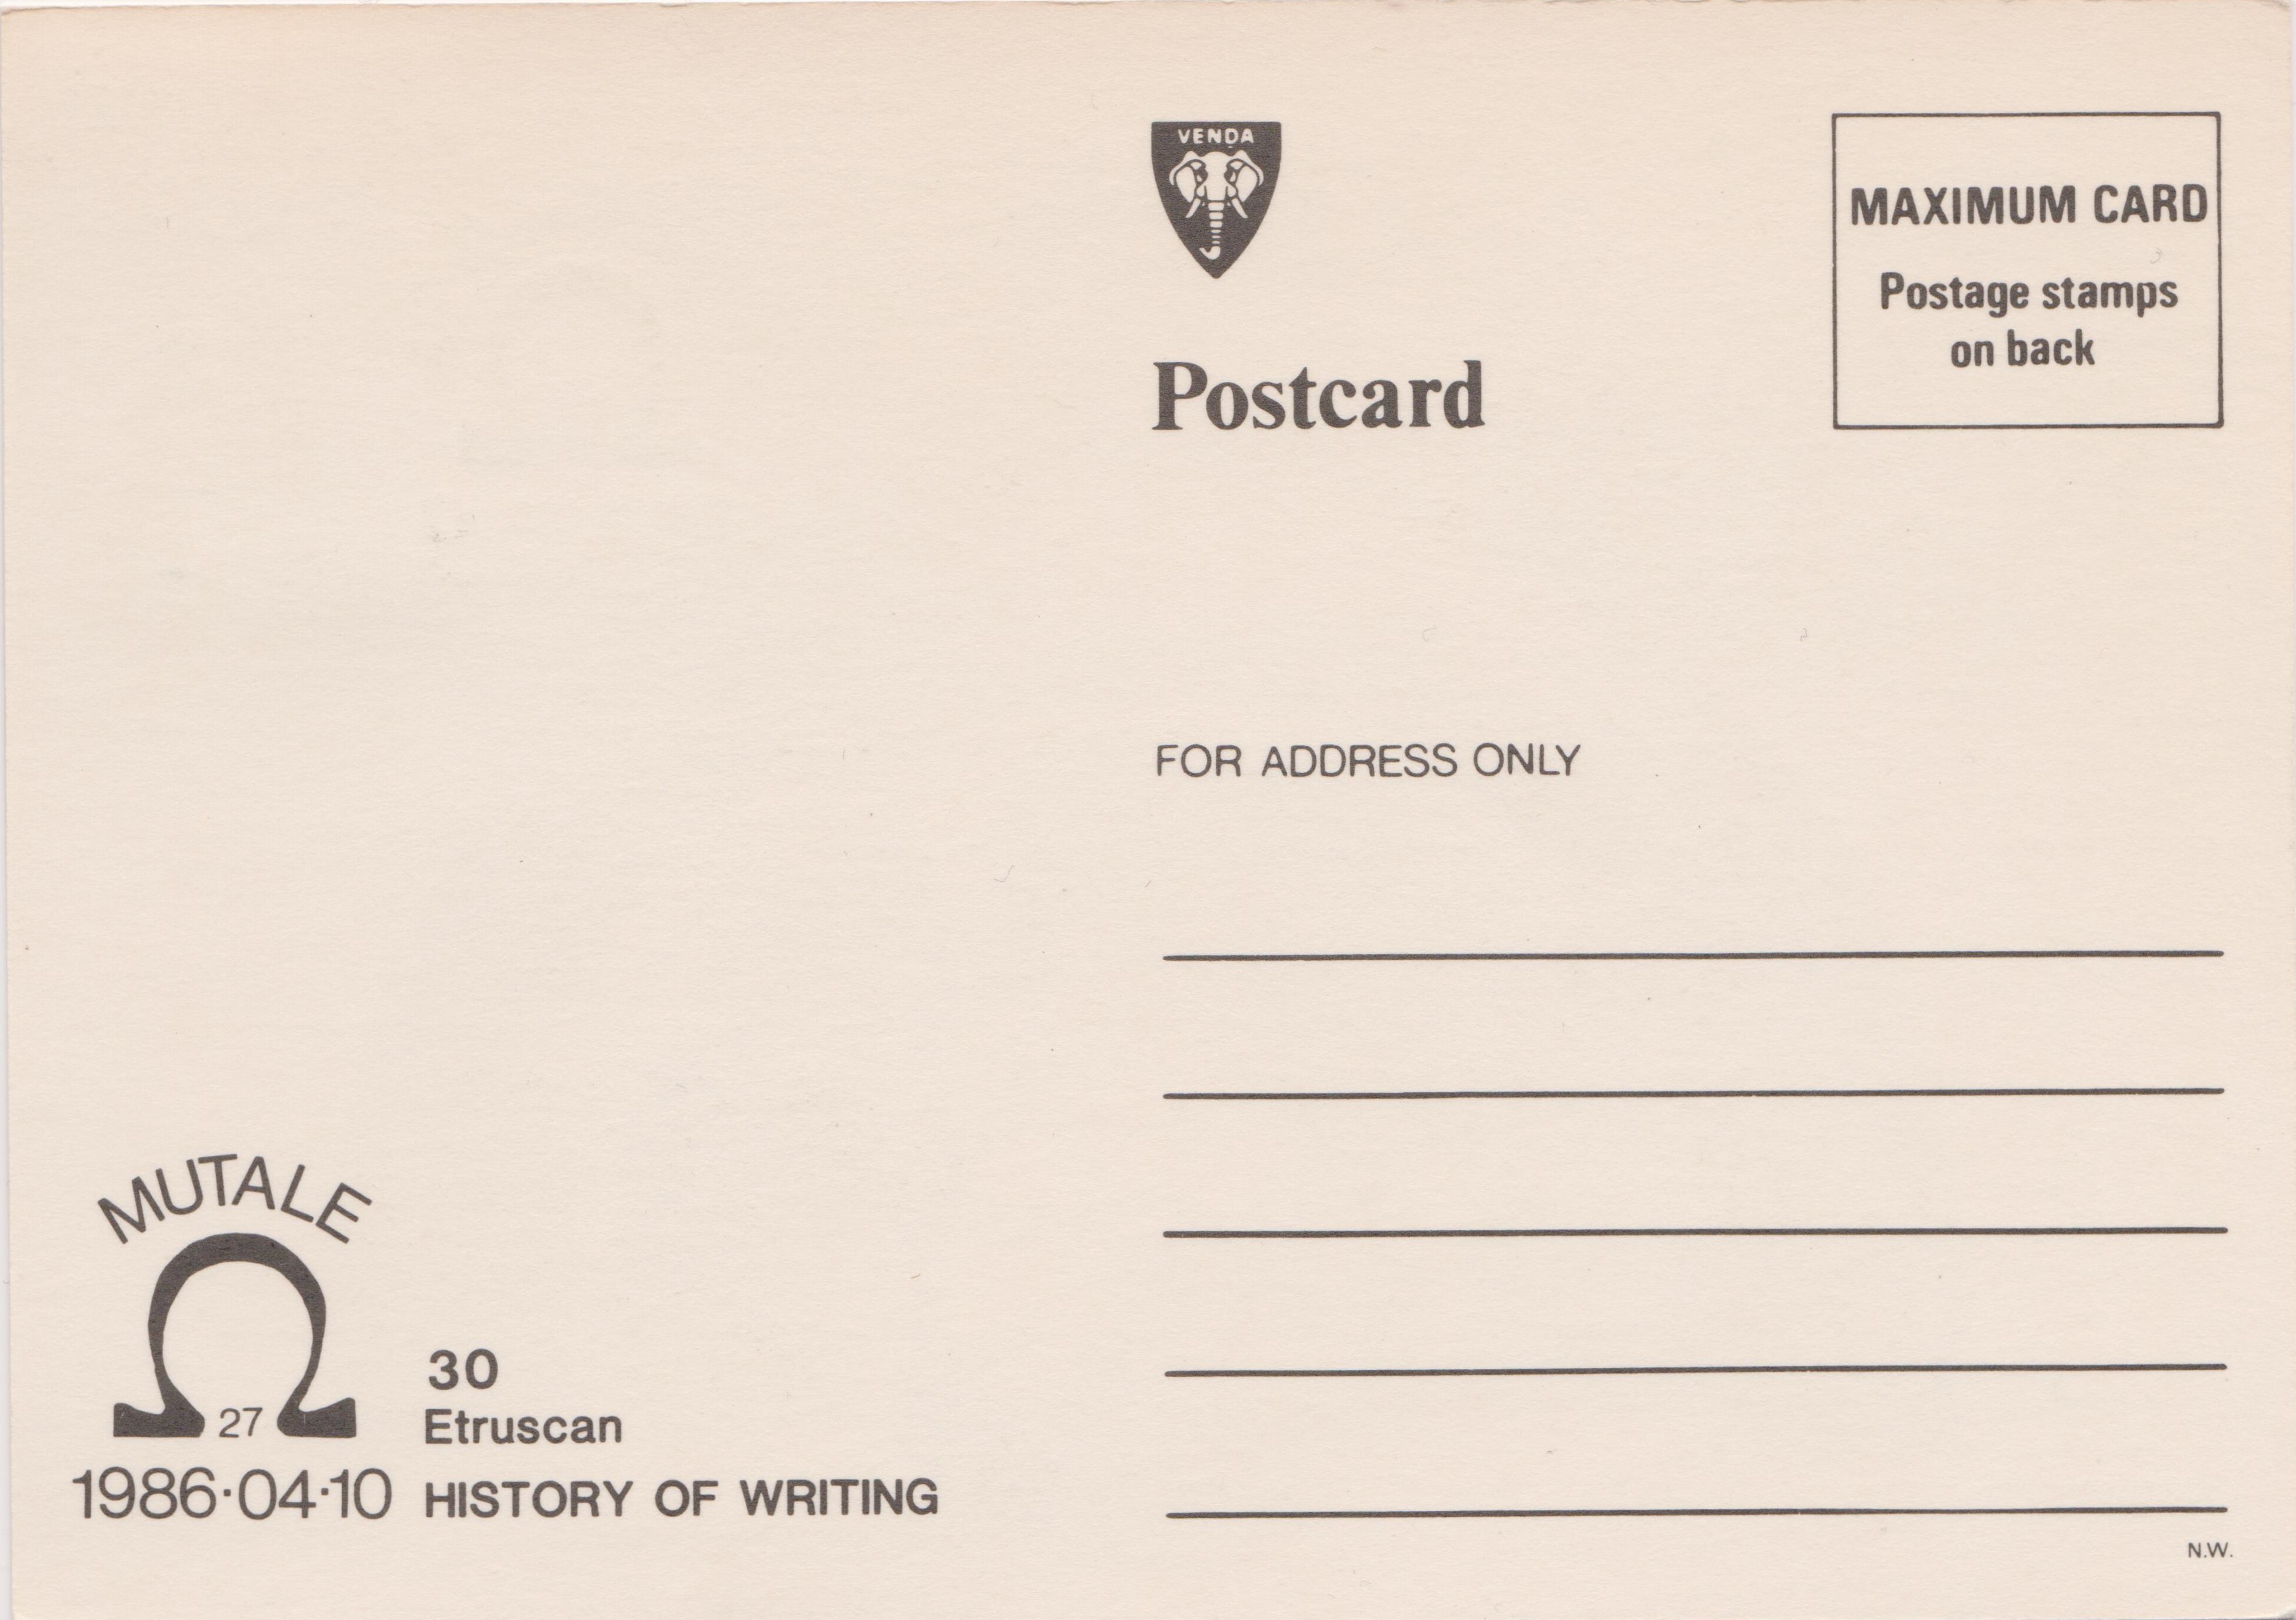 VENḒA
MAXIMUM CARD
Postage stamps
on back
Postcard
FOR ADDRESS ONLY
MUTALE
27
1986·04·10
30
Etruscan
HISTORY OF WRITING
N.W.